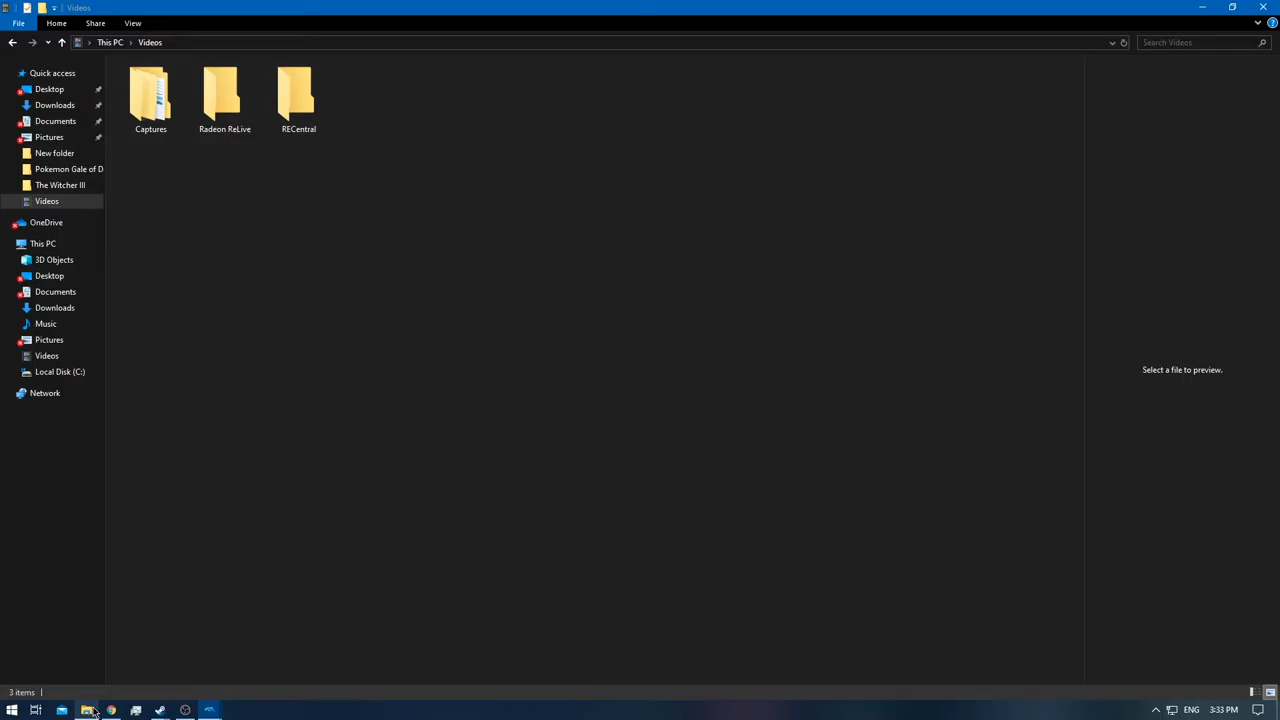 Videos
File Home Share View
This PC Videos Search Videos
Quick access
Desktop
Downloads
Documents
Pictures
New folder
Pokemon Gale of D
The Witcher III
Videos
OneDrive
This PC
3D Objects
Desktop
Documents
Downloads
Music
Pictures
Videos
Local Disk (C:)
Network
Captures Radeon ReLive RECentral
Select a file to preview.
3 items
ENG 3:33 PM